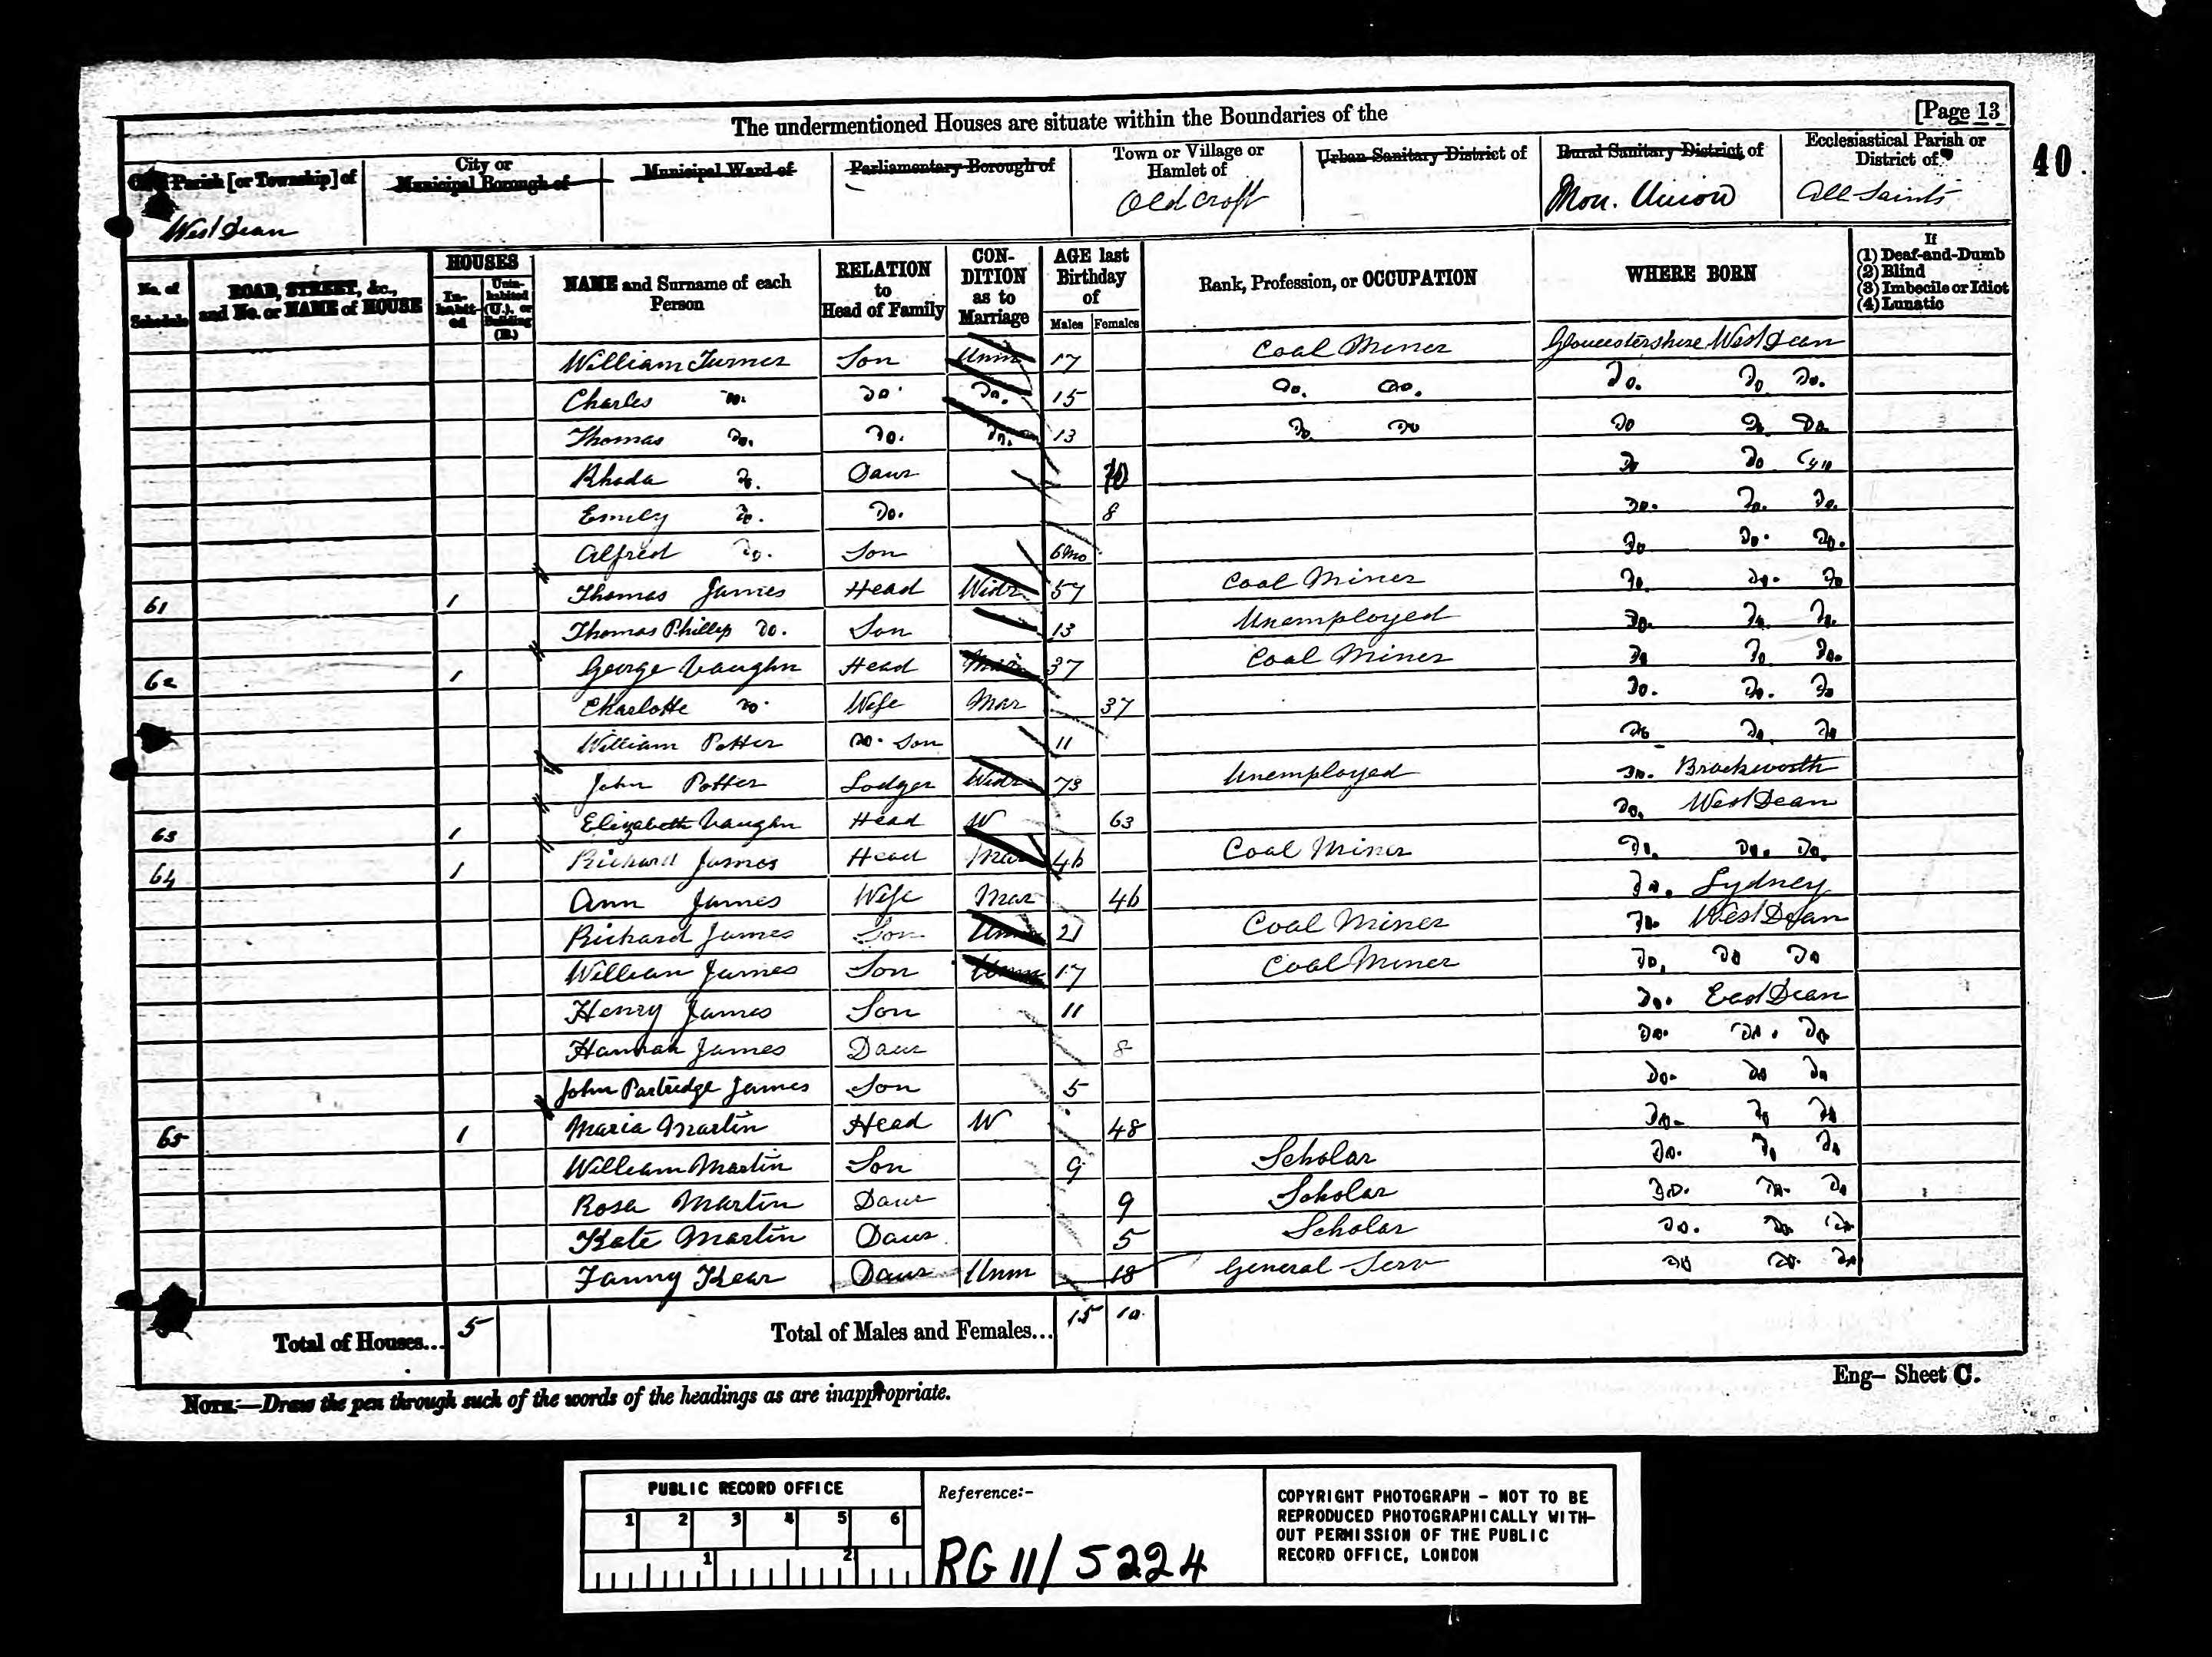 The undermentioned Houses are situate within the Boundaries of the
[Page 13
40
Parish [or Township] of
City or Municipal Borough of
Municipal Ward of
Parliamentary Borough of
Town or Village or Hamlet of
Urban Sanitary District of
Rural Sanitary District of
Ecclesiastical Parish or District of
West Dean
Old Croft
Mon. Union
All Saints
No. of Schedule
ROAD, STREET, &c., and No. or NAME of HOUSE
HOUSES
In-habit-ed
Unin-habited (U.), or Building (B.)
NAME and Surname of each Person
RELATION to Head of Family
CON-DITION as to Marriage
AGE last Birthday of
Males
Females
Rank, Profession, or OCCUPATION
WHERE BORN
If
(1) Deaf-and-Dumb
(2) Blind
(3) Imbecile or Idiot
(4) Lunatic
William Turner Son Unm 17 Coal Miner Gloucestershire West Dean
Charles Do. Do Do. 15 Do. Do. Do. Do Do.
Thomas Do. Do. Do. 13 Do Do Do Do Do.
Rhoda Do. Daur 10 Do Do
Emily Do. Do. 8 Do. Do. Do.
Alfred Do. Son 6 mo Do Do. Do.
61 1 Thomas James Head Widr 57 Coal Miner Do. Do. Do
Thomas Phillip Do. Son 13 Unemployed Do. Do. Do.
62 1 George Vaughn Head Mar 37 Coal Miner Do Do Do.
Charlotte Do. Wife Mar 37 Do. Do. Do
William Potter Do. Son 11 Do Do. Do
John Potter Lodger Widr 73 Unemployed Do. Brockworth
63 1 Elizabeth Vaughn Head W 63 Do. West Dean
64 1 Richard James Head Mar 46 Coal Miner Do. Do. Do.
Ann James Wife Mar 46 Do. Lydney
Richard James Son Unm 21 Coal Miner Do. West Dean
William James Son Unm 17 Coal Miner Do. Do Do
Henry James Son 11 Do. East Dean
Hannah James Daur 8 Do. Do. Do
John Partridge James Son 5 Do. Do Do
65 1 Maria Martin Head W 48 Do. Do Do
William Martin Son 9 Scholar Do. Do Do
Rosa Martin Daur 9 Scholar Do. Do. Do
Kate Martin Daur 5 Scholar Do. Do Do
Fanny Kear Daur Unm 18 General Serv Do Do. Do
Total of Houses... 5
Total of Males and Females... 15 10
Eng— Sheet C.
NOTE.—Draw the pen through such of the words of the headings as are inappropriate.
PUBLIC RECORD OFFICE
1 2 3 4 5 6
1 2
Reference:-
RG 11/ 5224
COPYRIGHT PHOTOGRAPH - NOT TO BE
REPRODUCED PHOTOGRAPHICALLY WITH-
OUT PERMISSION OF THE PUBLIC
RECORD OFFICE, LONDON